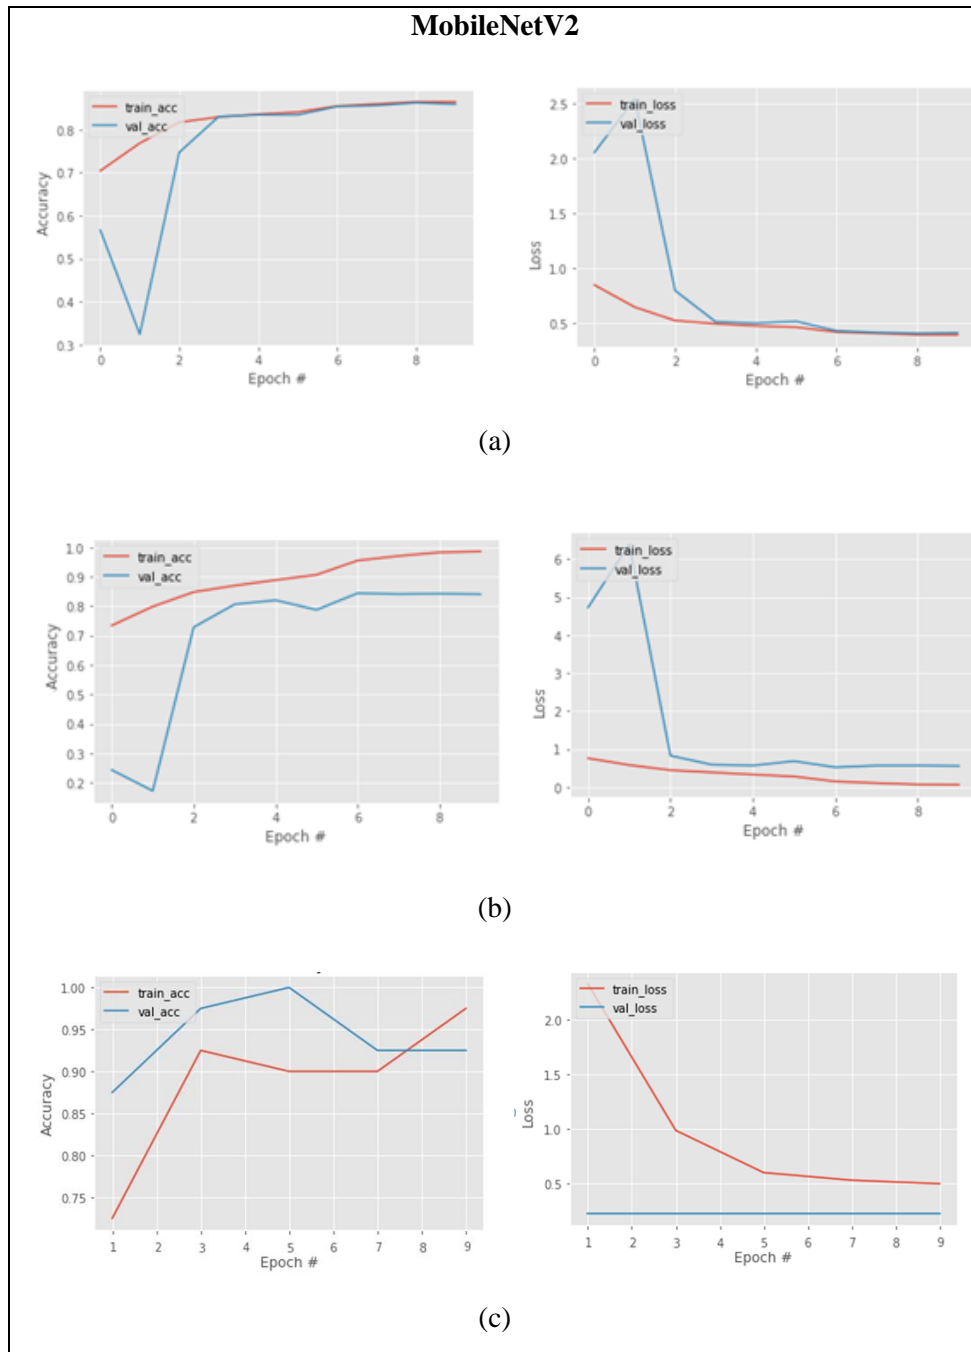 MobileNetV2
train_acc
val_acc
0.8
0.7
0.6
0.5
0.4
0.3
Accuracy
0 2 4 6 8
Epoch #
train_loss
val_loss
2.5
2.0
1.5
1.0
0.5
Loss
0 2 4 6 8
Epoch #
(a)
train_acc
val_acc
1.0
0.9
0.8
0.7
0.6
0.5
0.4
0.3
0.2
Accuracy
0 2 4 6 8
Epoch #
train_loss
val_loss
6
5
4
3
2
1
0
Loss
0 2 4 6 8
Epoch #
(b)
train_acc
val_acc
1.00
0.95
0.90
0.85
0.80
0.75
Accuracy
1 2 3 4 5 6 7 8 9
Epoch #
train_loss
val_loss
2.0
1.5
1.0
0.5
Loss
1 2 3 4 5 6 7 8 9
Epoch #
(c)